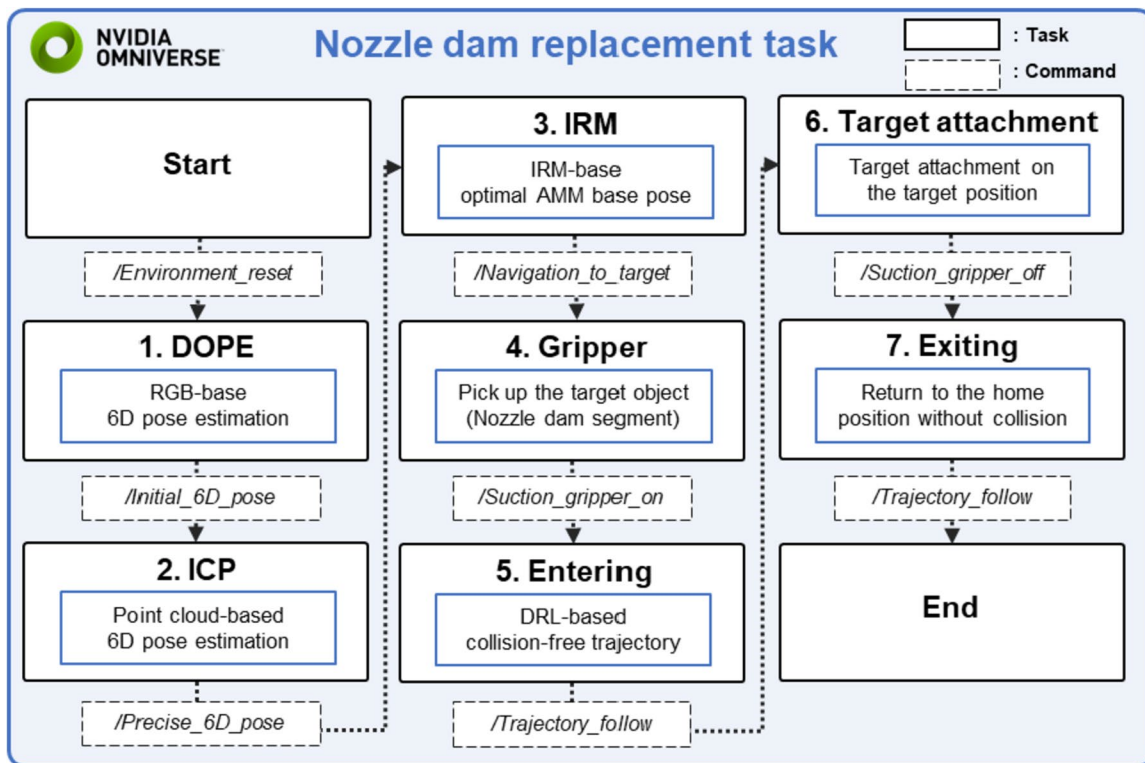 NVIDIA
OMNIVERSE™
Nozzle dam replacement task
: Task
: Command
Start
/Environment_reset
1. DOPE
RGB-base
6D pose estimation
/Initial_6D_pose
2. ICP
Point cloud-based
6D pose estimation
/Precise_6D_pose
3. IRM
IRM-base
optimal AMM base pose
/Navigation_to_target
4. Gripper
Pick up the target object
(Nozzle dam segment)
/Suction_gripper_on
5. Entering
DRL-based
collision-free trajectory
/Trajectory_follow
6. Target attachment
Target attachment on
the target position
/Suction_gripper_off
7. Exiting
Return to the home
position without collision
/Trajectory_follow
End